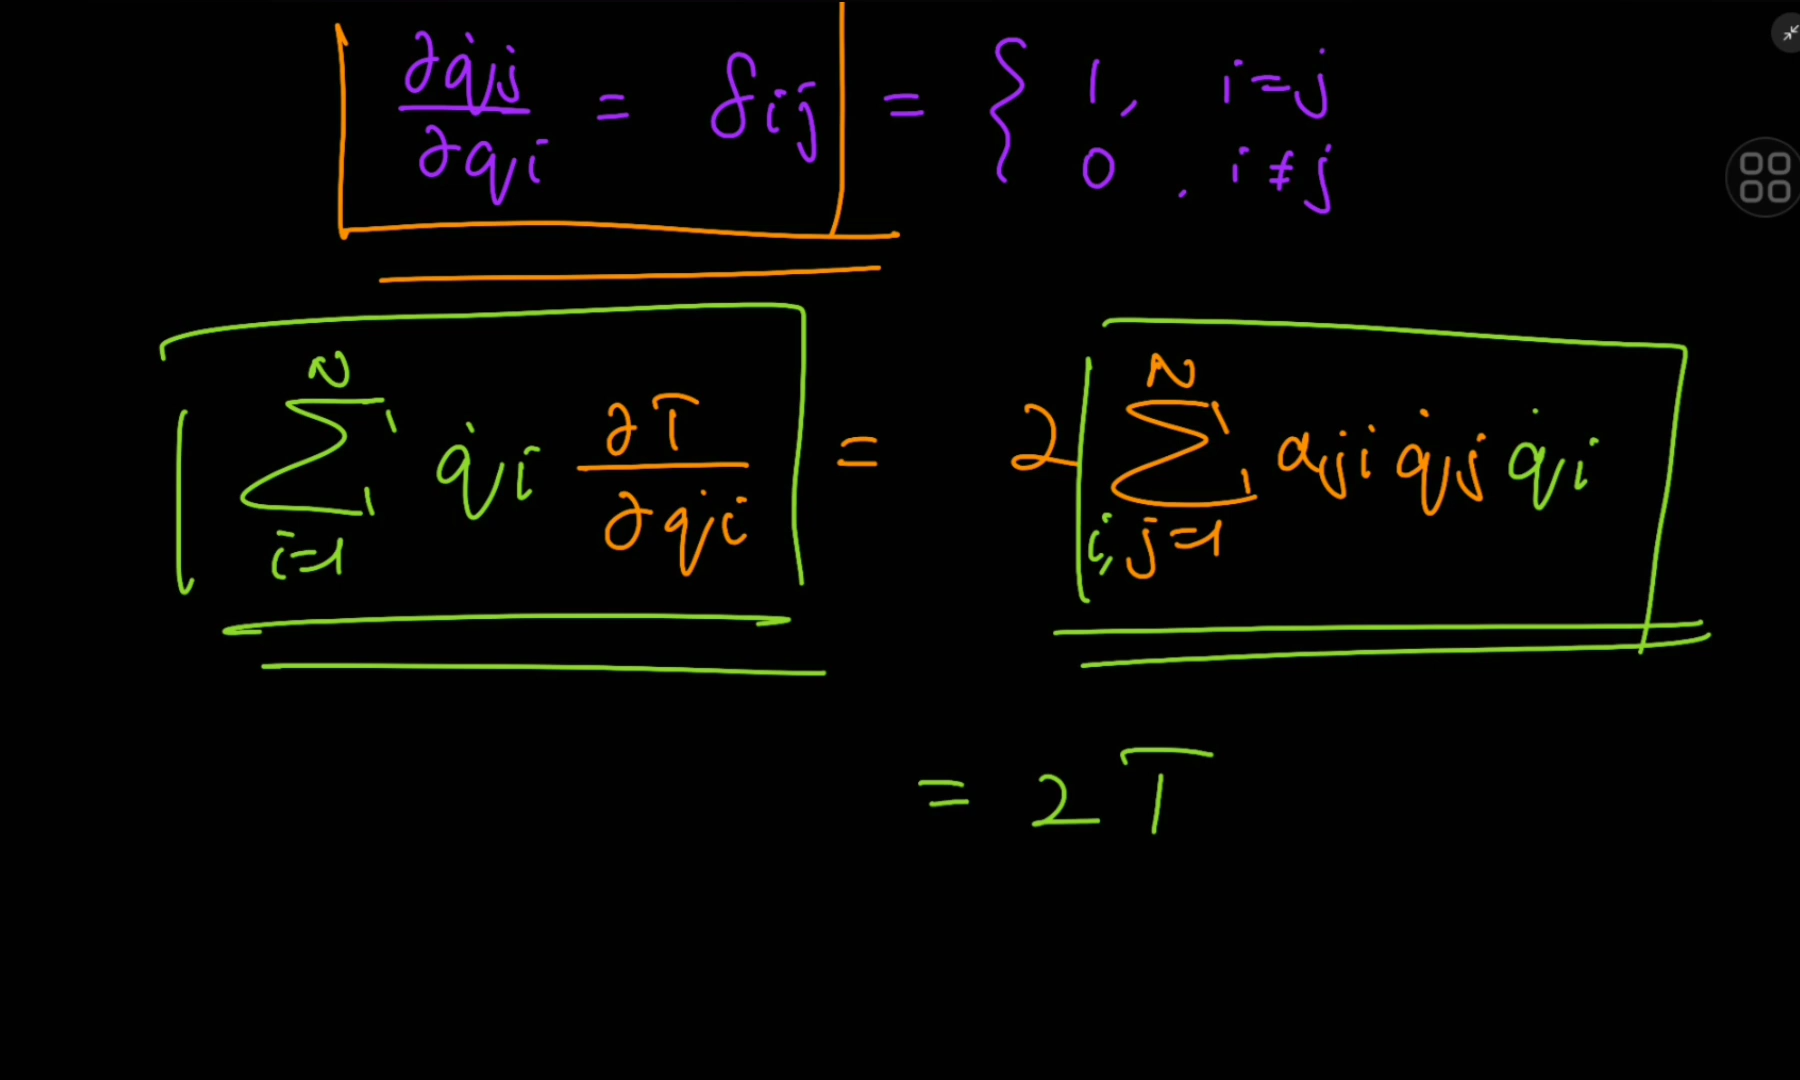 ∂q̇j/∂q̇i = δij = { 1, i=j
0, i≠j
∑_{i=1}^{N} q̇i ∂T/∂q̇i = 2 ∑_{i,j=1}^{N} aji q̇j q̇i
= 2T